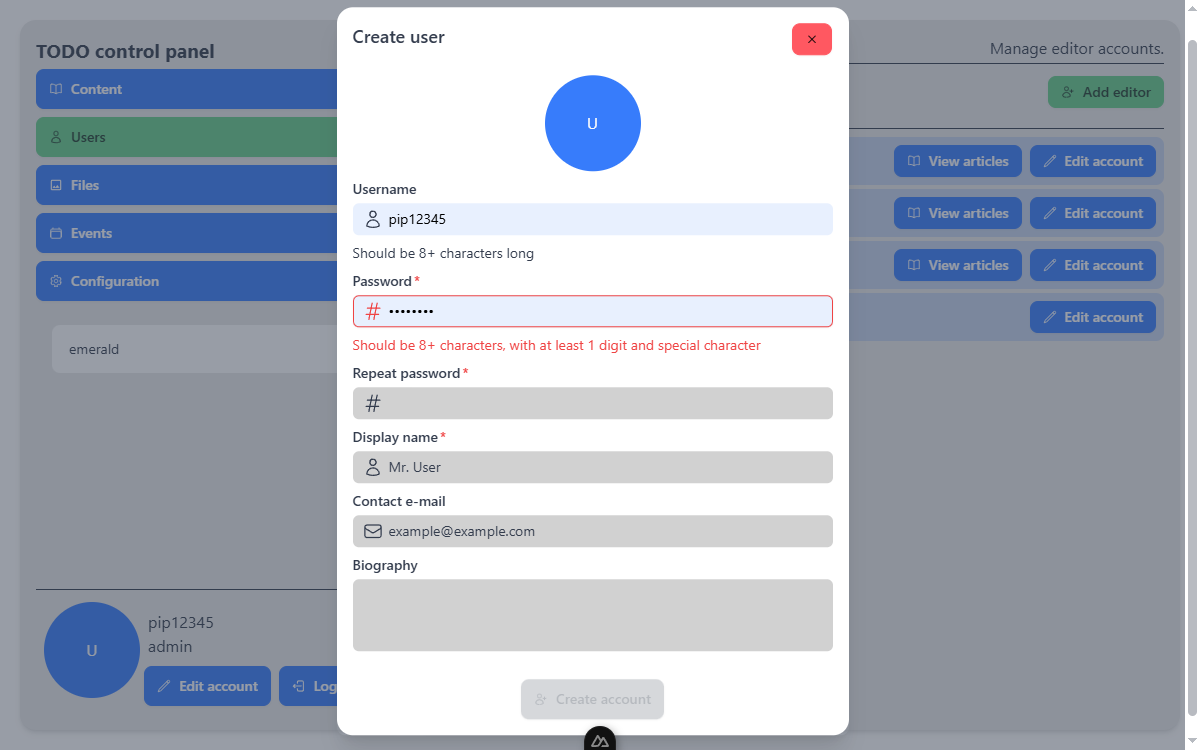 TODO control panel
Content
Users
Files
Events
Configuration
emerald
U
pip12345
admin
Edit account
Log
Create user
×
U
Username
pip12345
Should be 8+ characters long
Password*
••••••••
Should be 8+ characters, with at least 1 digit and special character
Repeat password*
Display name*
Mr. User
Contact e-mail
example@example.com
Biography
Create account
Manage editor accounts.
Add editor
View articles Edit account
View articles Edit account
View articles Edit account
Edit account